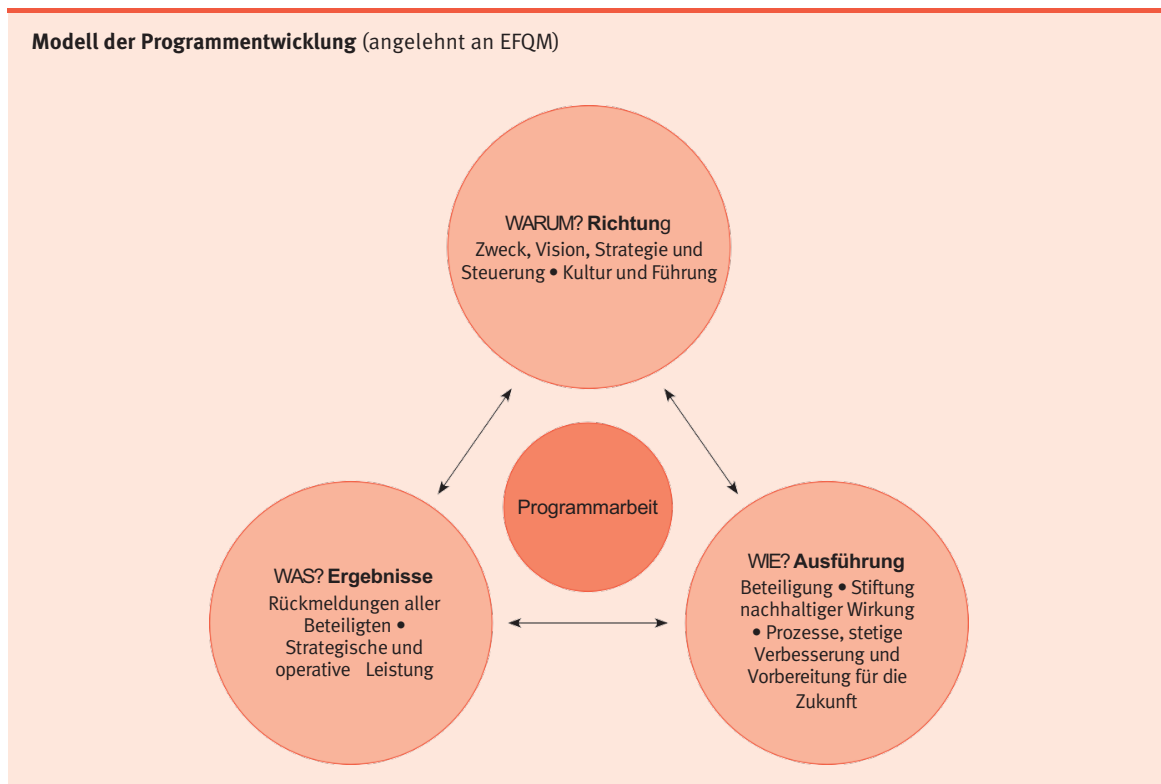 Modell der Programmentwicklung (angelehnt an EFQM)
WARUM? Richtung
Zweck, Vision, Strategie und
Steuerung • Kultur und Führung
Programmarbeit
WAS? Ergebnisse
Rückmeldungen aller
Beteiligten •
Strategische und
operative Leistung
WIE? Ausführung
Beteiligung • Stiftung
nachhaltiger Wirkung
• Prozesse, stetige
Verbesserung und
Vorbereitung für die
Zukunft